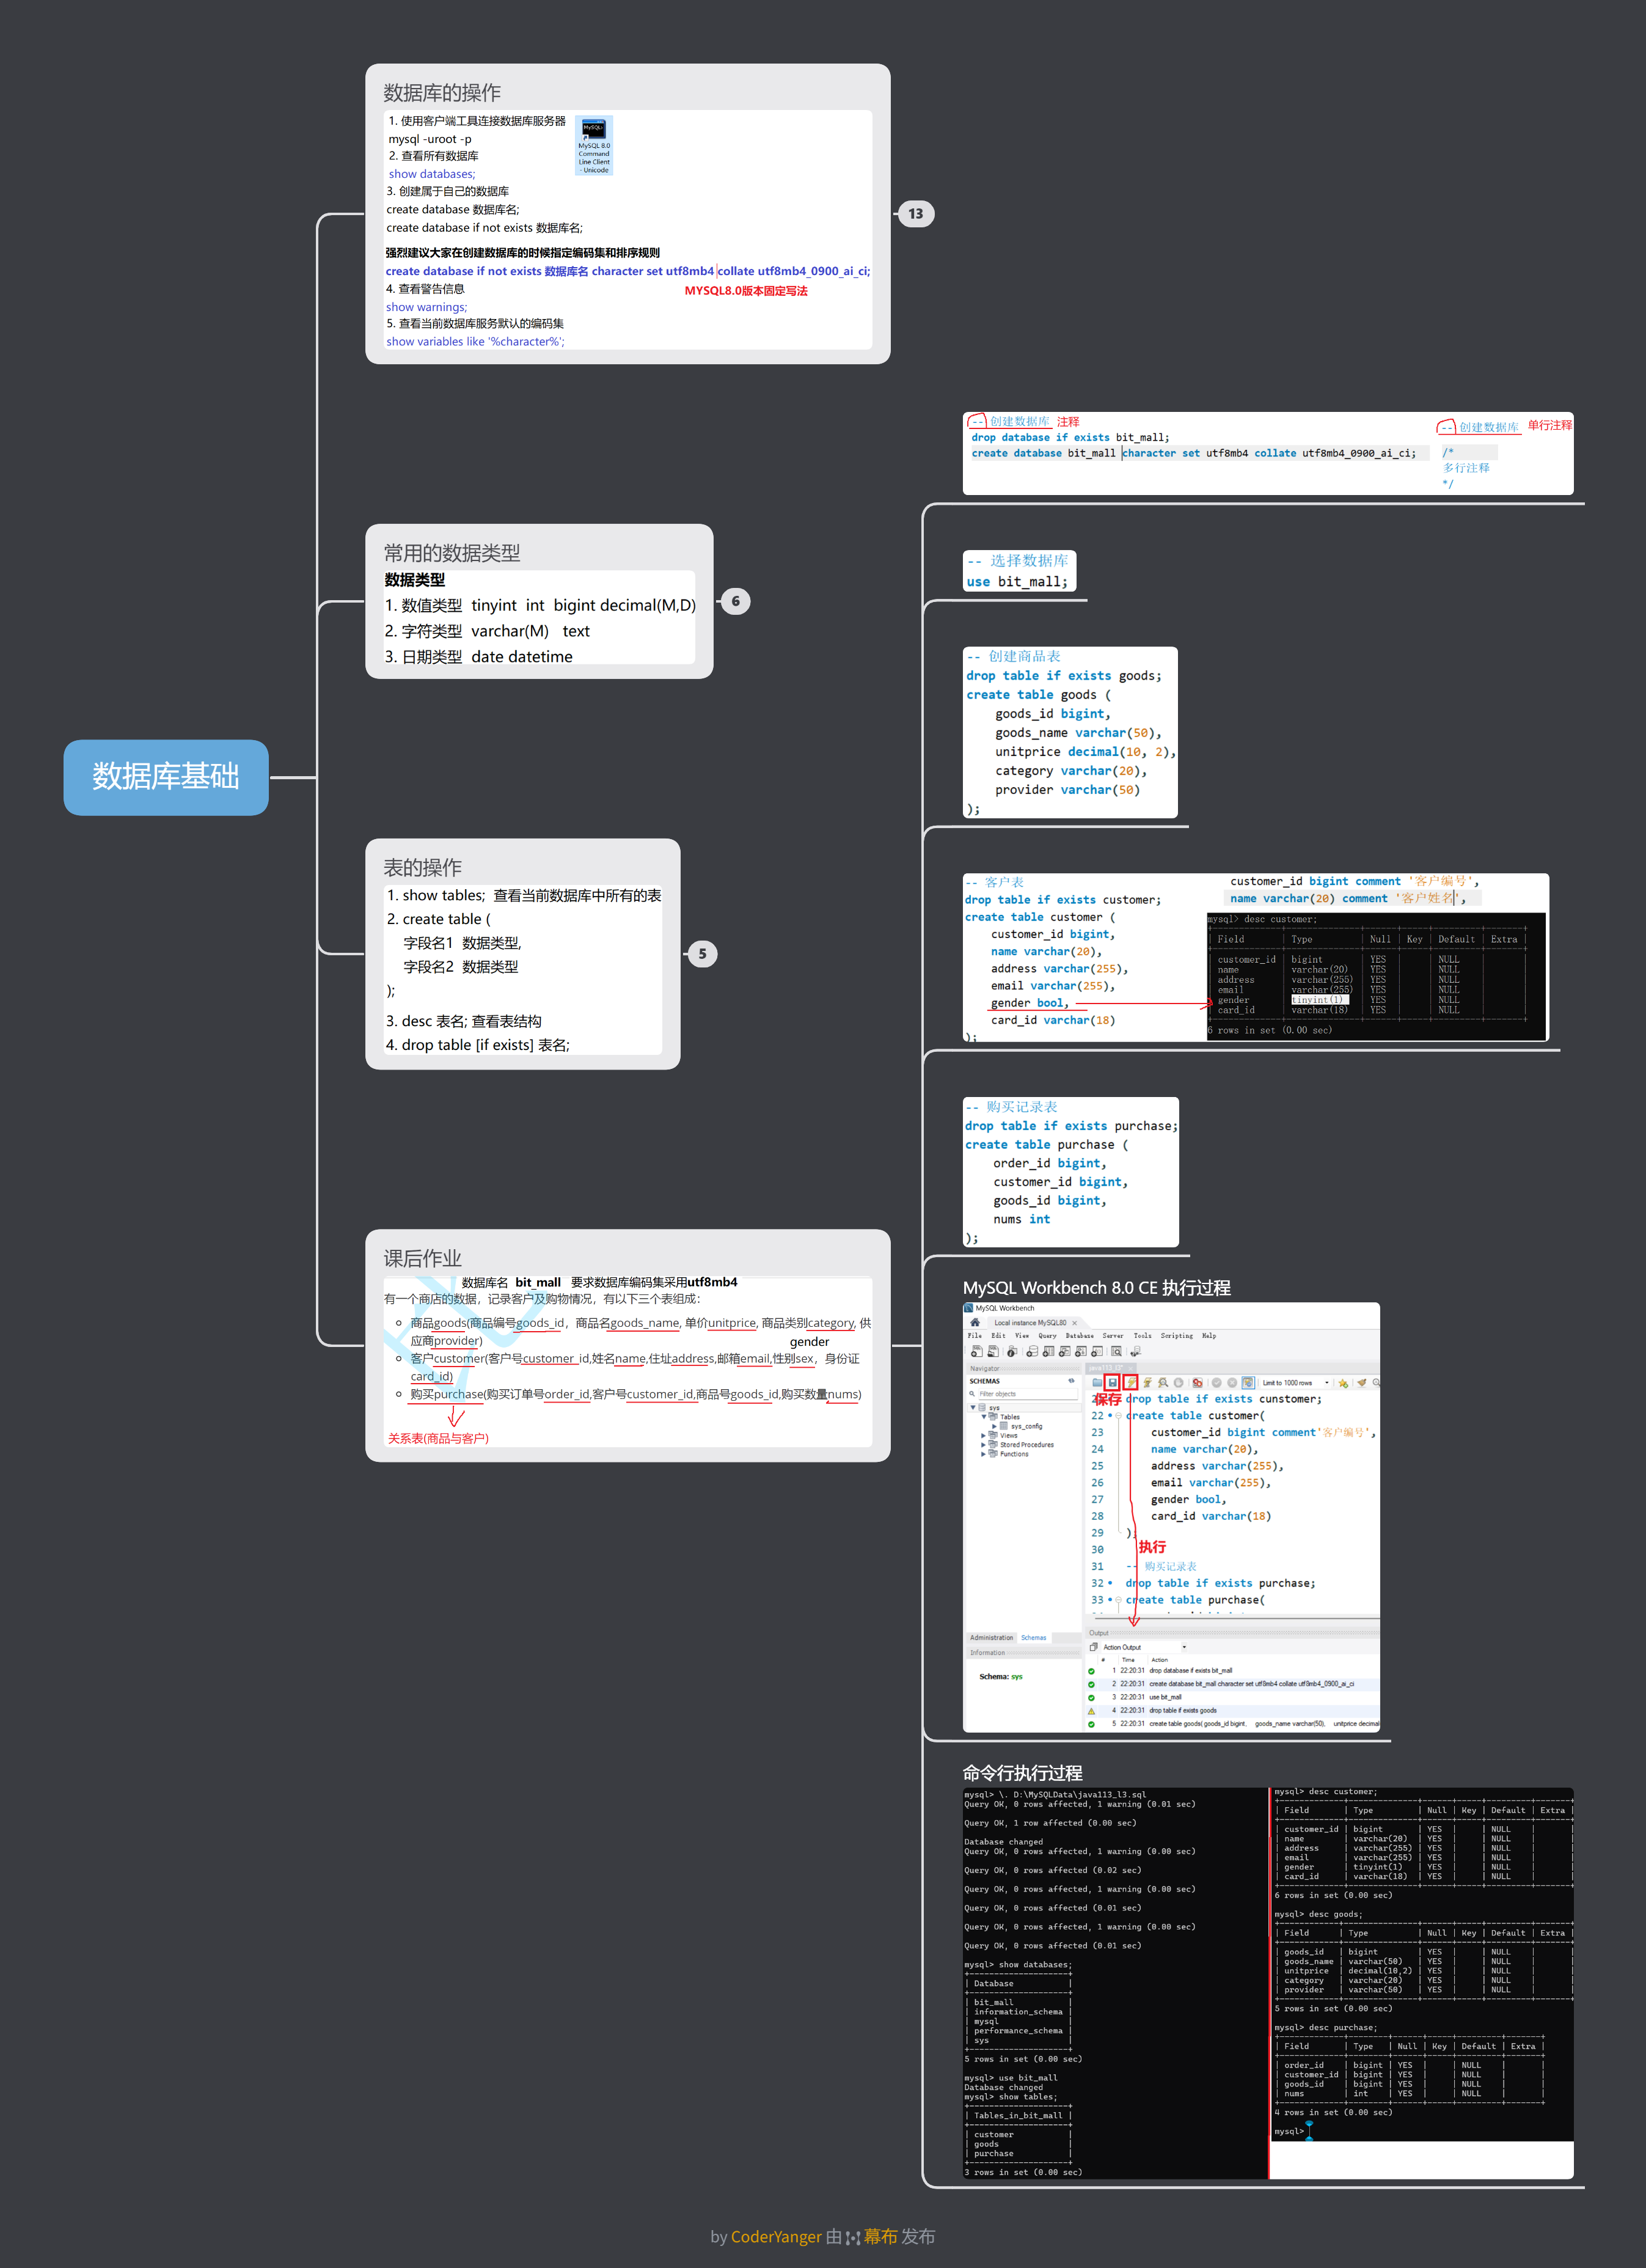 数据库基础
数据库的操作
1. 使用客户端工具连接数据库服务器
mysql -uroot -p
MySQL 8.0
Command
Line Client
- Unicode
2. 查看所有数据库
show databases;
3. 创建属于自己的数据库
create database 数据库名;
create database if not exists 数据库名;
强烈建议大家在创建数据库的时候指定编码集和排序规则
create database if not exists 数据库名 character set utf8mb4 collate utf8mb4_0900_ai_ci;
4. 查看警告信息
MYSQL8.0版本固定写法
show warnings;
5. 查看当前数据库服务默认的编码集
show variables like '%character%';
13
常用的数据类型
数据类型
1. 数值类型 tinyint int bigint decimal(M,D)
2. 字符类型 varchar(M) text
3. 日期类型 date datetime
6
表的操作
1. show tables; 查看当前数据库中所有的表
2. create table (
字段名1 数据类型,
字段名2 数据类型
);
3. desc 表名; 查看表结构
4. drop table [if exists] 表名;
5
课后作业
数据库名 bit_mall 要求数据库编码集采用utf8mb4
有一个商店的数据，记录客户及购物情况，有以下三个表组成：
商品goods(商品编号goods_id，商品名goods_name, 单价unitprice, 商品类别category, 供
应商provider)
gender
客户customer(客户号customer_id,姓名name,住址address,邮箱email,性别sex，身份证
card_id)
购买purchase(购买订单号order_id,客户号customer_id,商品号goods_id,购买数量nums)
关系表(商品与客户)
-- 创建数据库 注释
drop database if exists bit_mall;
create database bit_mall character set utf8mb4 collate utf8mb4_0900_ai_ci;
-- 创建数据库 单行注释
/*
多行注释
*/
-- 选择数据库
use bit_mall;
-- 创建商品表
drop table if exists goods;
create table goods (
goods_id bigint,
goods_name varchar(50),
unitprice decimal(10, 2),
category varchar(20),
provider varchar(50)
);
-- 客户表
drop table if exists customer;
create table customer (
customer_id bigint,
name varchar(20),
address varchar(255),
email varchar(255),
gender bool,
card_id varchar(18)
);
customer_id bigint comment '客户编号',
name varchar(20) comment '客户姓名',
mysql> desc customer;
| Field | Type | Null | Key | Default | Extra |
| customer_id | bigint | YES | | NULL | |
| name | varchar(20) | YES | | NULL | |
| address | varchar(255) | YES | | NULL | |
| email | varchar(255) | YES | | NULL | |
| gender | tinyint(1) | YES | | NULL | |
| card_id | varchar(18) | YES | | NULL | |
6 rows in set (0.00 sec)
-- 购买记录表
drop table if exists purchase;
create table purchase (
order_id bigint,
customer_id bigint,
goods_id bigint,
nums int
);
MySQL Workbench 8.0 CE 执行过程
MySQL Workbench
Local instance MySQL80
File Edit View Query Database Server Tools Scripting Help
Navigator
SCHEMAS
Filter objects
sys
Tables
sys_config
Views
Stored Procedures
Functions
Administration Schemas
Information
Schema: sys
Limit to 1000 rows
保存
drop table if exists cunstomer;
22 create table customer(
23 customer_id bigint comment'客户编号',
24 name varchar(20),
25 address varchar(255),
26 email varchar(255),
27 gender bool,
28 card_id varchar(18)
29 );
30
执行
31 -- 购买记录表
32 drop table if exists purchase;
33 create table purchase(
Output
Action Output
# Time Action
1 22:20:31 drop database if exists bit_mall
2 22:20:31 create database bit_mall character set utf8mb4 collate utf8mb4_0900_ai_ci
3 22:20:31 use bit_mall
4 22:20:31 drop table if exists goods
5 22:20:31 create table goods( goods_id bigint, goods_name varchar(50), unitprice decimal
命令行执行过程
mysql> \. D:\MySQLData\java113_l3.sql
Query OK, 0 rows affected, 1 warning (0.01 sec)
Query OK, 1 row affected (0.00 sec)
Database changed
Query OK, 0 rows affected, 1 warning (0.00 sec)
Query OK, 0 rows affected (0.02 sec)
Query OK, 0 rows affected, 1 warning (0.00 sec)
Query OK, 0 rows affected (0.01 sec)
Query OK, 0 rows affected, 1 warning (0.00 sec)
Query OK, 0 rows affected (0.01 sec)
mysql> show databases;
| Database |
| bit_mall |
| information_schema |
| mysql |
| performance_schema |
| sys |
5 rows in set (0.00 sec)
mysql> use bit_mall
Database changed
mysql> show tables;
| Tables_in_bit_mall |
| customer |
| goods |
| purchase |
3 rows in set (0.00 sec)
mysql> desc customer;
| Field | Type | Null | Key | Default | Extra |
| customer_id | bigint | YES | | NULL | |
| name | varchar(20) | YES | | NULL | |
| address | varchar(255) | YES | | NULL | |
| email | varchar(255) | YES | | NULL | |
| gender | tinyint(1) | YES | | NULL | |
| card_id | varchar(18) | YES | | NULL | |
6 rows in set (0.00 sec)
mysql> desc goods;
| Field | Type | Null | Key | Default | Extra |
| goods_id | bigint | YES | | NULL | |
| goods_name | varchar(50) | YES | | NULL | |
| unitprice | decimal(10,2) | YES | | NULL | |
| category | varchar(20) | YES | | NULL | |
| provider | varchar(50) | YES | | NULL | |
5 rows in set (0.00 sec)
mysql> desc purchase;
| Field | Type | Null | Key | Default | Extra |
| order_id | bigint | YES | | NULL | |
| customer_id | bigint | YES | | NULL | |
| goods_id | bigint | YES | | NULL | |
| nums | int | YES | | NULL | |
4 rows in set (0.00 sec)
mysql>
by CoderYanger 由 幕布 发布